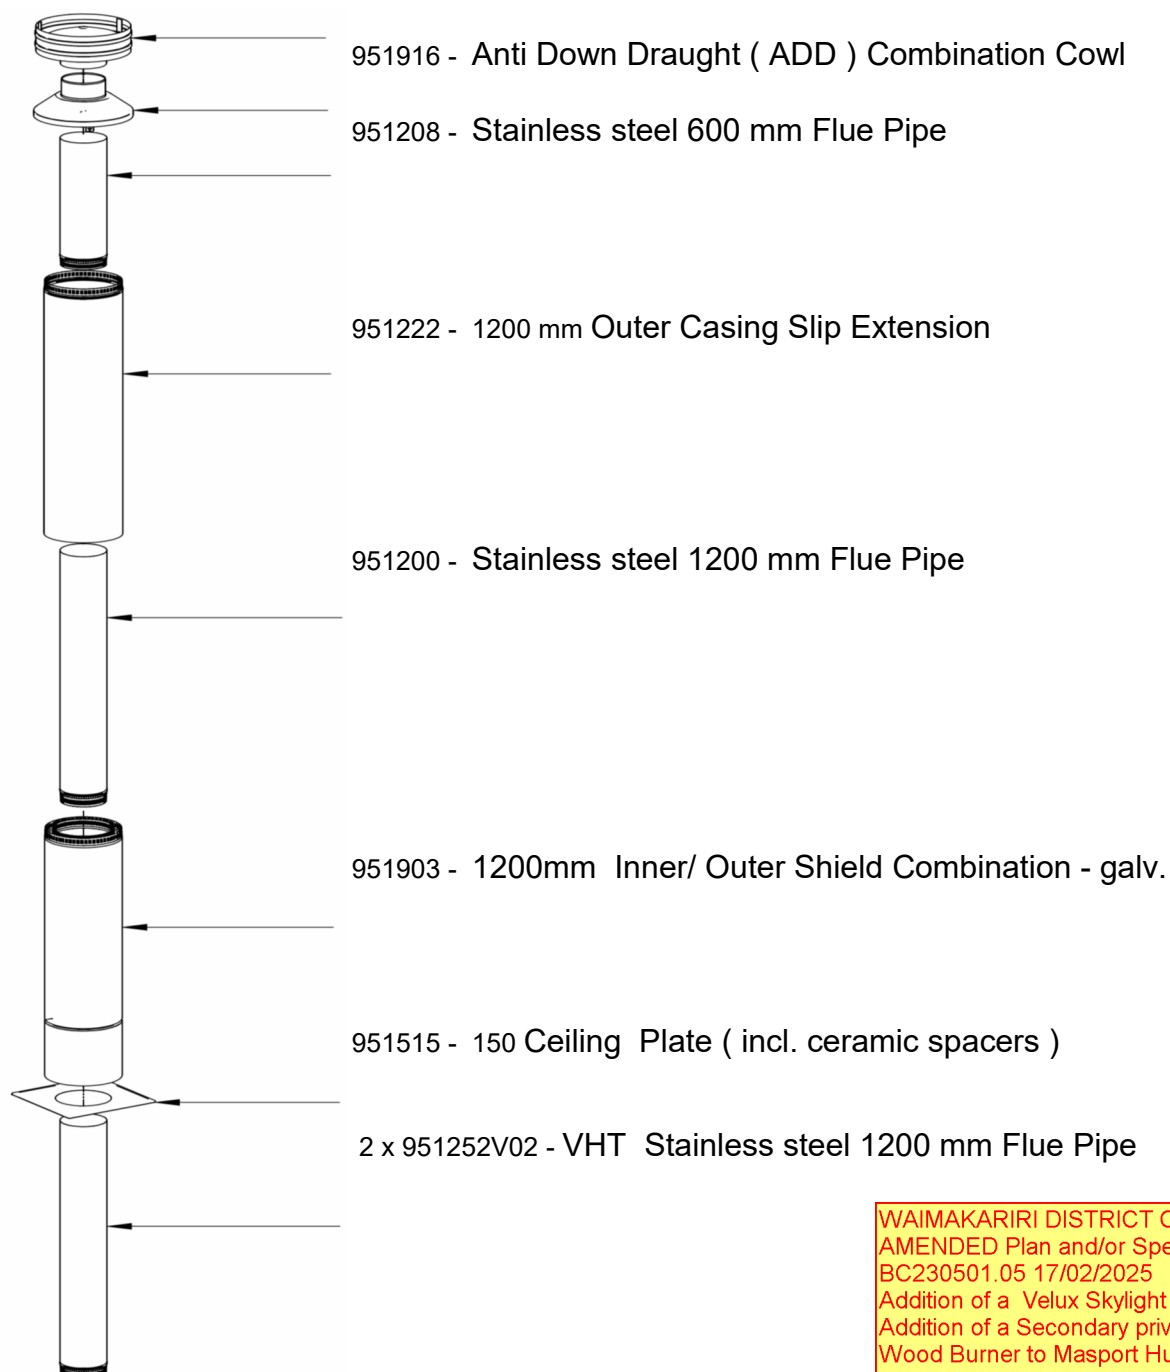 951916 - Anti Down Draught ( ADD ) Combination Cowl
951208 - Stainless steel 600 mm Flue Pipe
951222 - 1200 mm Outer Casing Slip Extension
951200 - Stainless steel 1200 mm Flue Pipe
951903 - 1200mm Inner/ Outer Shield Combination - galv.
951515 - 150 Ceiling Plate ( incl. ceramic spacers )
2 x 951252V02 - VHT Stainless steel 1200 mm Flue Pipe
WAIMAKARIRI DISTRICT
AMENDED Plan and/or
BC230501.05 17/02/2025
Addition of a Velux Skylight
Addition of a Secondary
Wood Burner to Masport